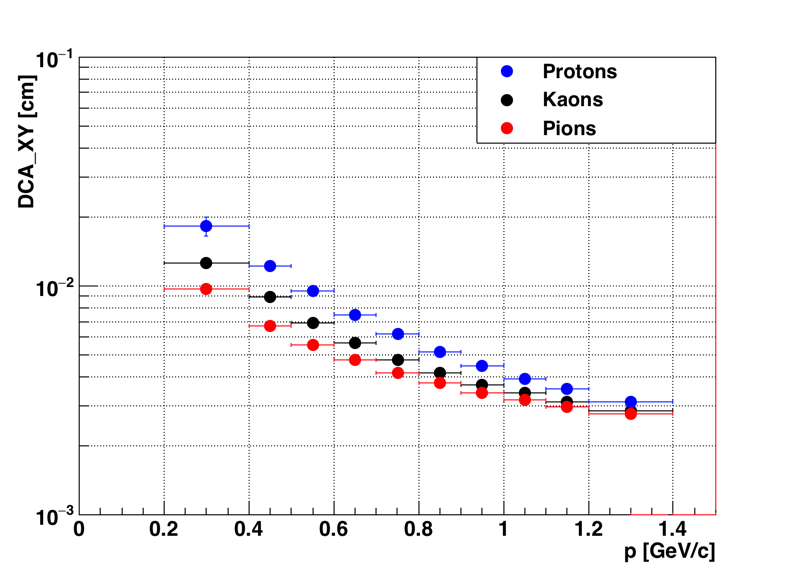 DCA_XY [cm]
10⁻¹
10⁻²
10⁻³
Protons
Kaons
Pions
0 0.2 0.4 0.6 0.8 1 1.2 1.4
p [GeV/c]